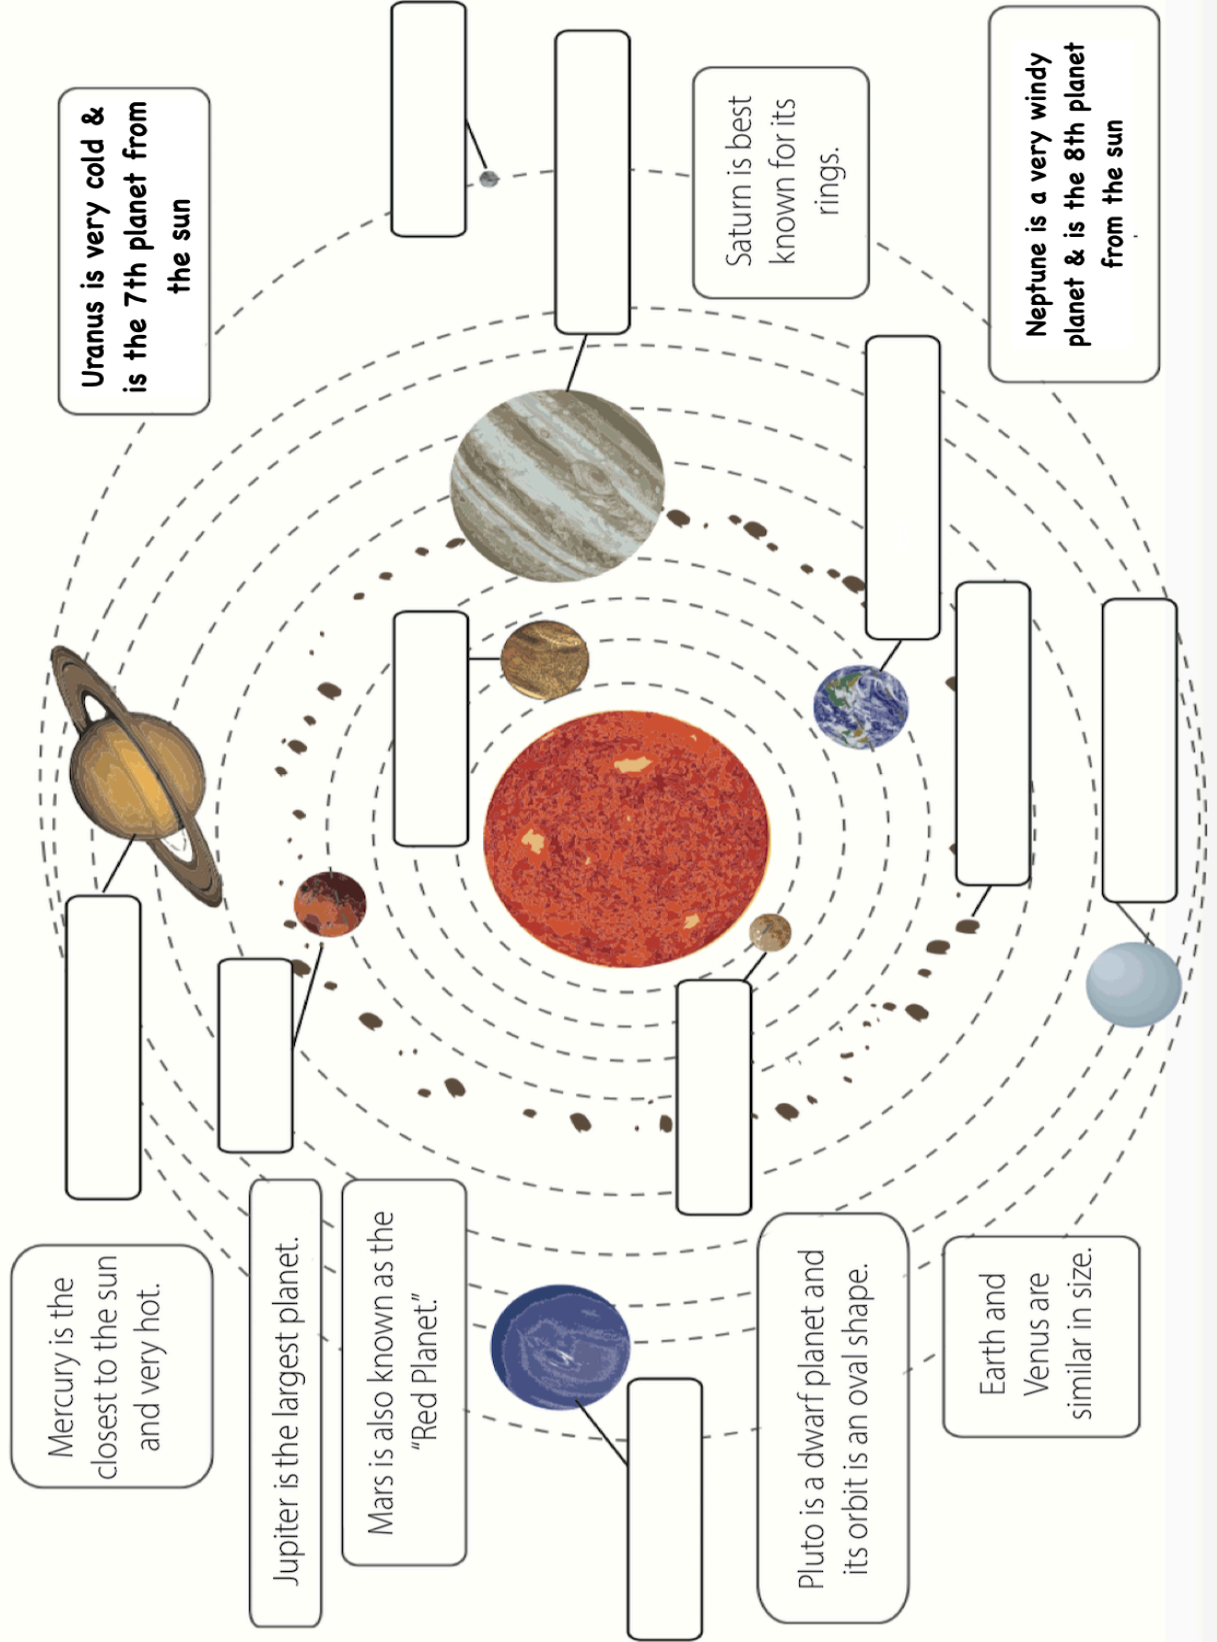 Mercury is the
closest to the sun
and very hot.
Uranus is very cold &
is the 7th planet from
the sun
Jupiter is the largest planet.
Mars is also known as the
"Red Planet."
Saturn is best
known for its
rings.
Pluto is a dwarf planet and
its orbit is an oval shape.
Earth and
Venus are
similar in size.
Neptune is a very windy
planet & is the 8th planet
from the sun